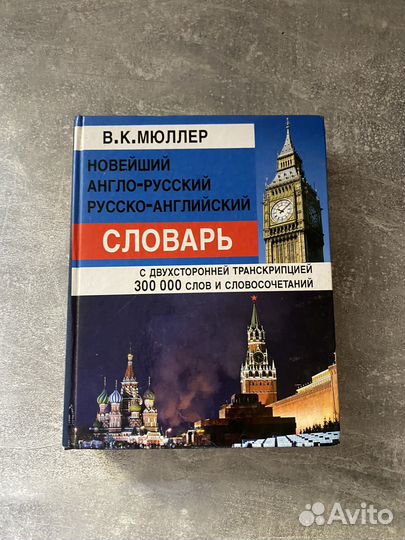 В.К.МЮЛЛЕР
НОВЕЙШИЙ
АНГЛО-РУССКИЙ
РУССКО-АНГЛИЙСКИЙ
СЛОВАРЬ
С ДВУХСТОРОННЕЙ ТРАНСКРИПЦИЕЙ
300 000 СЛОВ И СЛОВОСОЧЕТАНИЙ
Avito